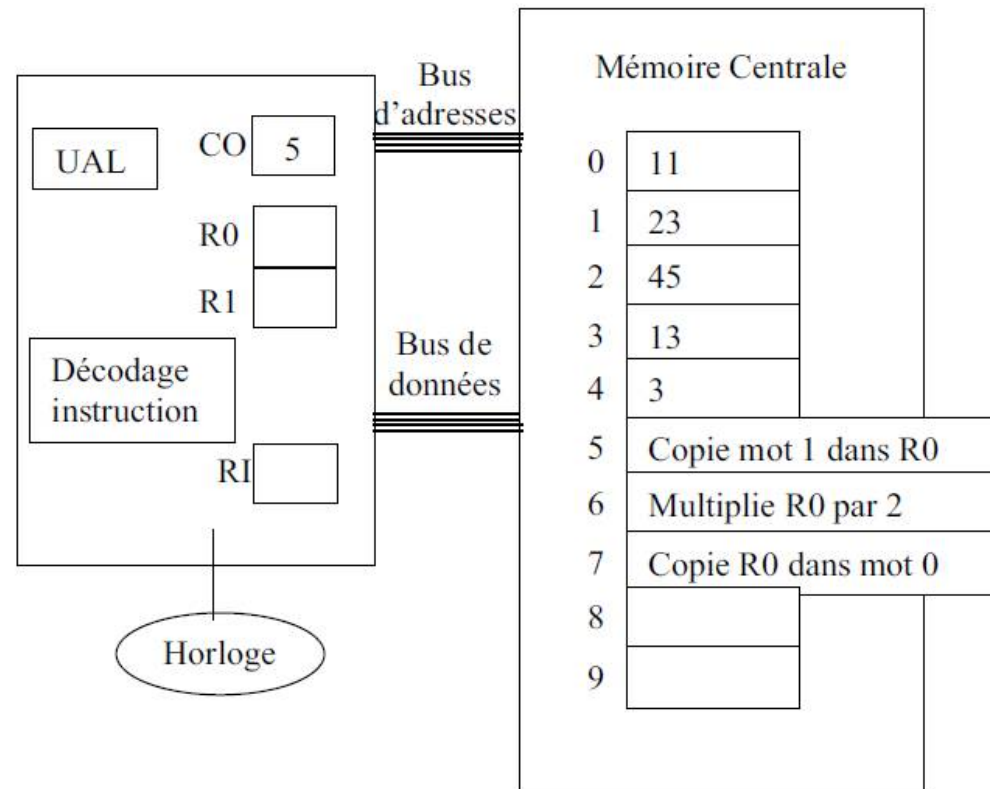 Bus
d'adresses
Mémoire Centrale
UAL
CO 5
R0
R1
Décodage
instruction
RI
Horloge
Bus de
données
0 11
1 23
2 45
3 13
4 3
5 Copie mot 1 dans R0
6 Multiplie R0 par 2
7 Copie R0 dans mot 0
8
9